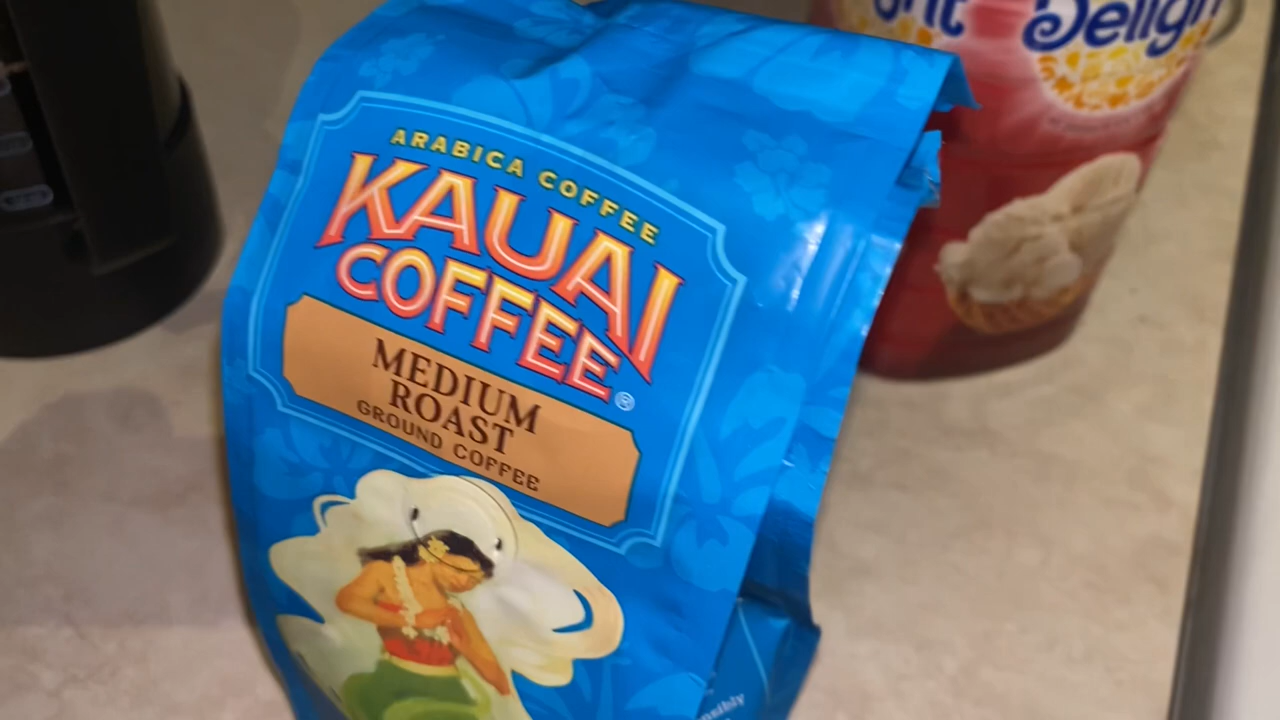 ARABICA COFFEE
KAUAI
COFFEE®
MEDIUM
ROAST
GROUND COFFEE
Delight